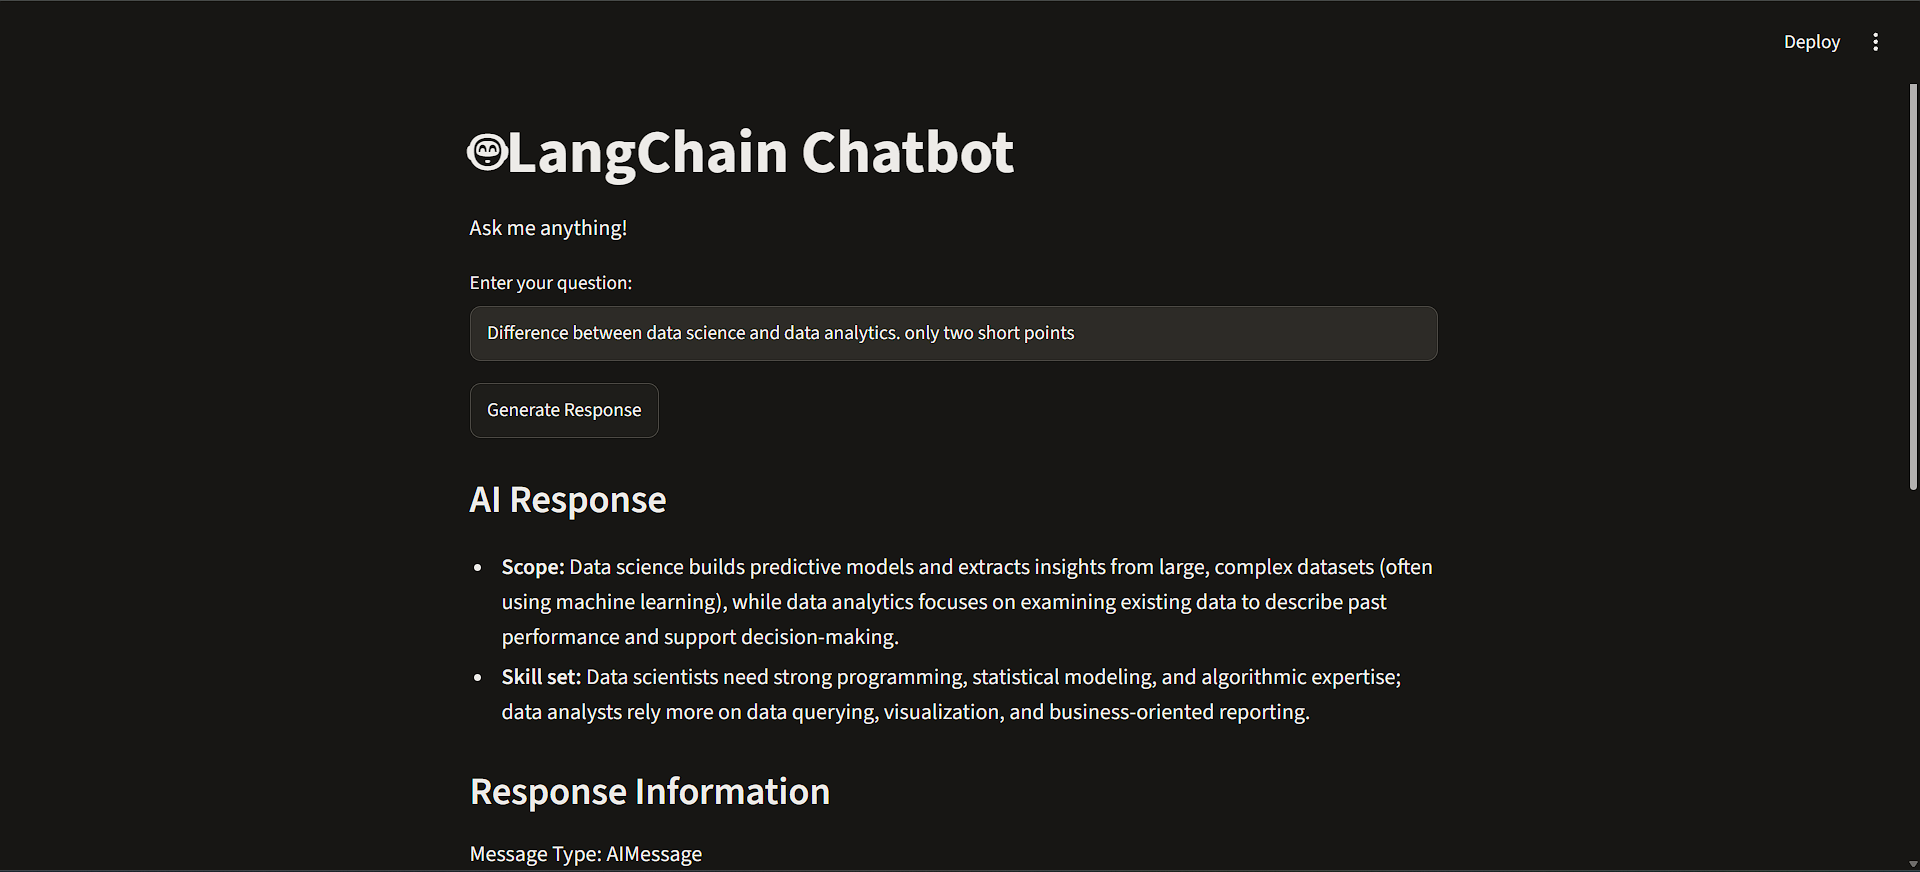 Deploy
LangChain Chatbot
Ask me anything!
Enter your question:
Difference between data science and data analytics. only two short points
Generate Response
AI Response
• Scope: Data science builds predictive models and extracts insights from large, complex datasets (often
using machine learning), while data analytics focuses on examining existing data to describe past
performance and support decision-making.
• Skill set: Data scientists need strong programming, statistical modeling, and algorithmic expertise;
data analysts rely more on data querying, visualization, and business-oriented reporting.
Response Information
Message Type: AIMessage